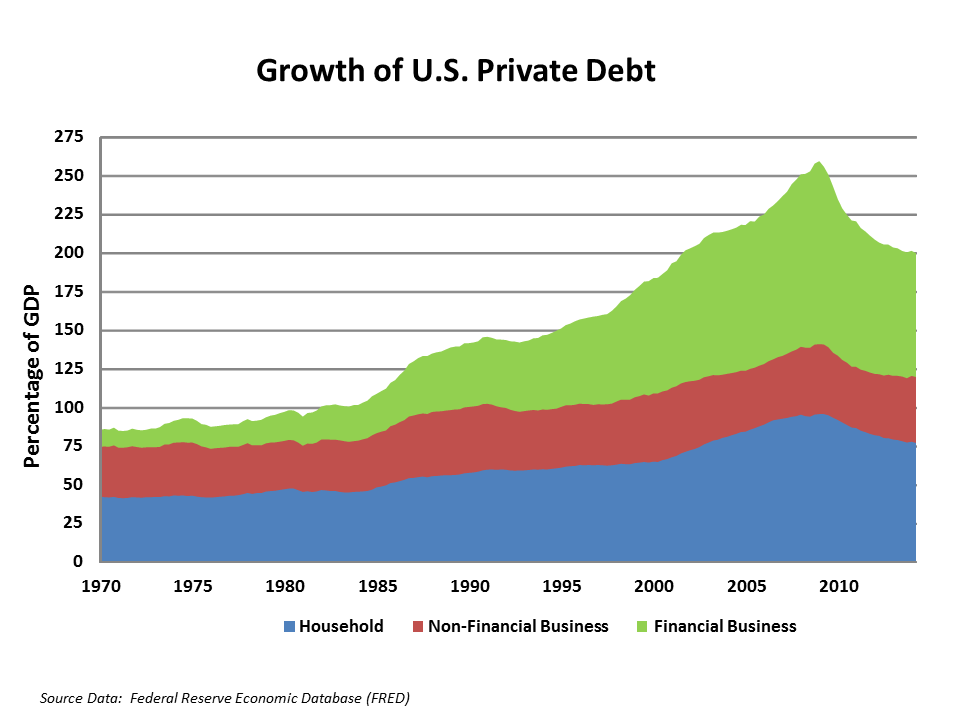 Growth of U.S. Private Debt
Percentage of GDP
275
250
225
200
175
150
125
100
75
50
25
0
1970 1975 1980 1985 1990 1995 2000 2005 2010
Household Non-Financial Business Financial Business
Source Data: Federal Reserve Economic Database (FRED)